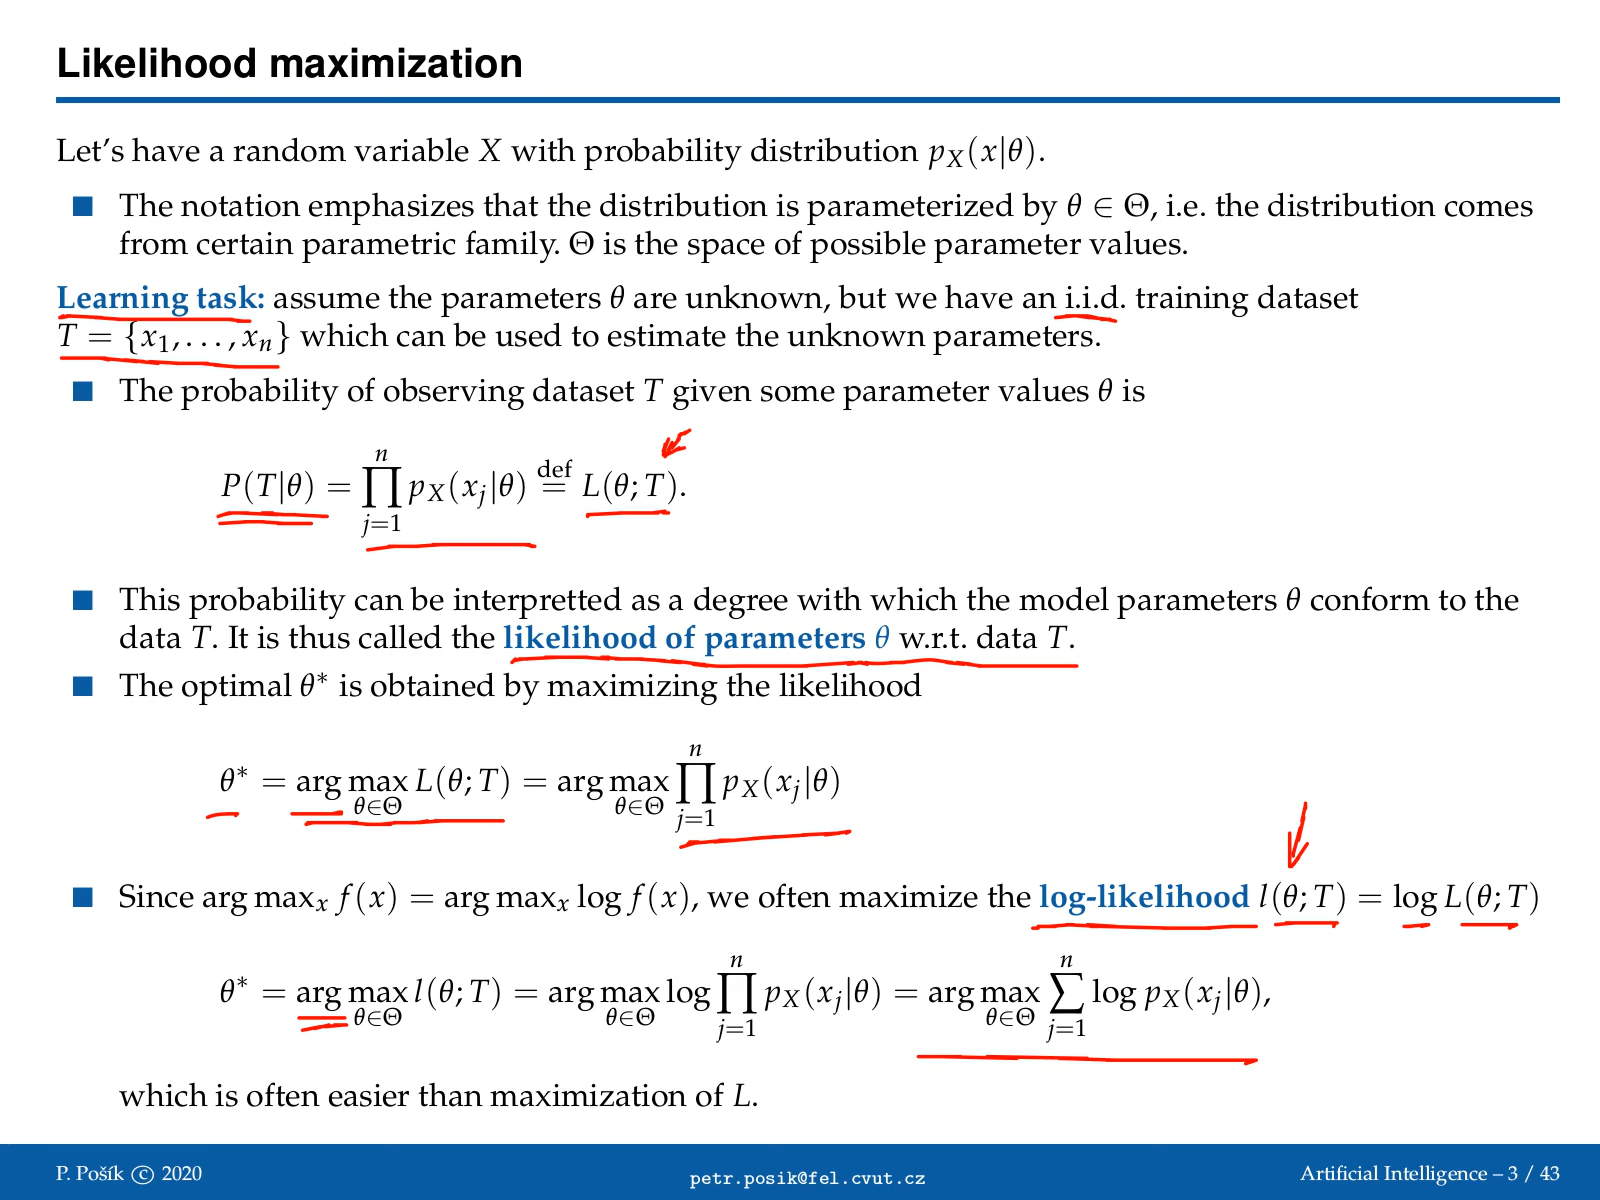 Likelihood maximization
Let's have a random variable X with probability distribution p_X(x|θ).
■ The notation emphasizes that the distribution is parameterized by θ ∈ Θ, i.e. the distribution comes
from certain parametric family. Θ is the space of possible parameter values.
Learning task: assume the parameters θ are unknown, but we have an i.i.d. training dataset
T = {x_1, . . . , x_n} which can be used to estimate the unknown parameters.
■ The probability of observing dataset T given some parameter values θ is
P(T|θ) = ∏_{j=1}^{n} p_X(x_j|θ) \overset{def}{=} L(θ; T).
■ This probability can be interpretted as a degree with which the model parameters θ conform to the
data T. It is thus called the likelihood of parameters θ w.r.t. data T.
■ The optimal θ* is obtained by maximizing the likelihood
θ* = arg max_{θ∈Θ} L(θ; T) = arg max_{θ∈Θ} ∏_{j=1}^{n} p_X(x_j|θ)
■ Since arg max_x f(x) = arg max_x log f(x), we often maximize the log-likelihood l(θ; T) = log L(θ; T)
θ* = arg max_{θ∈Θ} l(θ; T) = arg max_{θ∈Θ} log ∏_{j=1}^{n} p_X(x_j|θ) = arg max_{θ∈Θ} ∑_{j=1}^{n} log p_X(x_j|θ),
which is often easier than maximization of L.
P. Pošík © 2020
petr.posik@fel.cvut.cz
Artificial Intelligence – 3 / 43